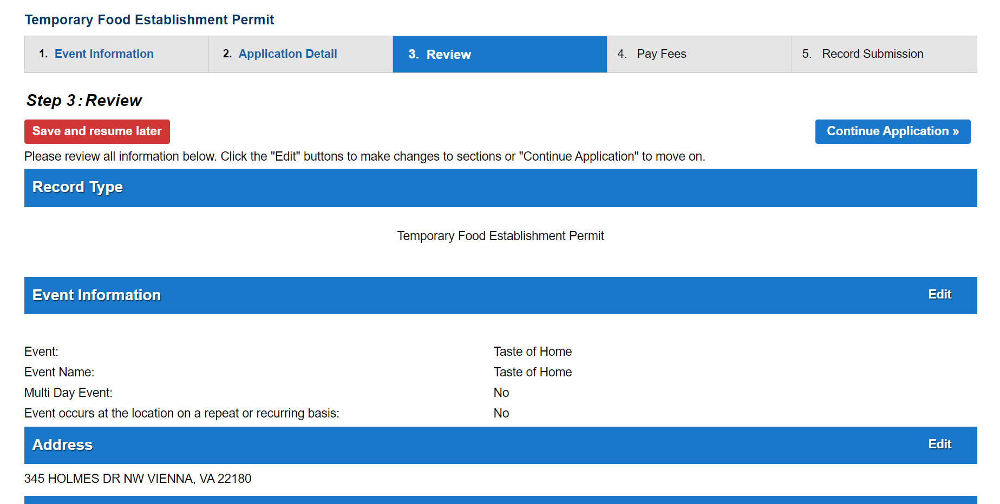 Temporary Food Establishment Permit
1. Event Information 2. Application Detail 3. Review 4. Pay Fees 5. Record Submission
Step 3: Review
Save and resume later Continue Application »
Please review all information below. Click the "Edit" buttons to make changes to sections or "Continue Application" to move on.
Record Type
Temporary Food Establishment Permit
Event Information Edit
Event: Taste of Home
Event Name: Taste of Home
Multi Day Event: No
Event occurs at the location on a repeat or recurring basis: No
Address Edit
345 HOLMES DR NW VIENNA, VA 22180